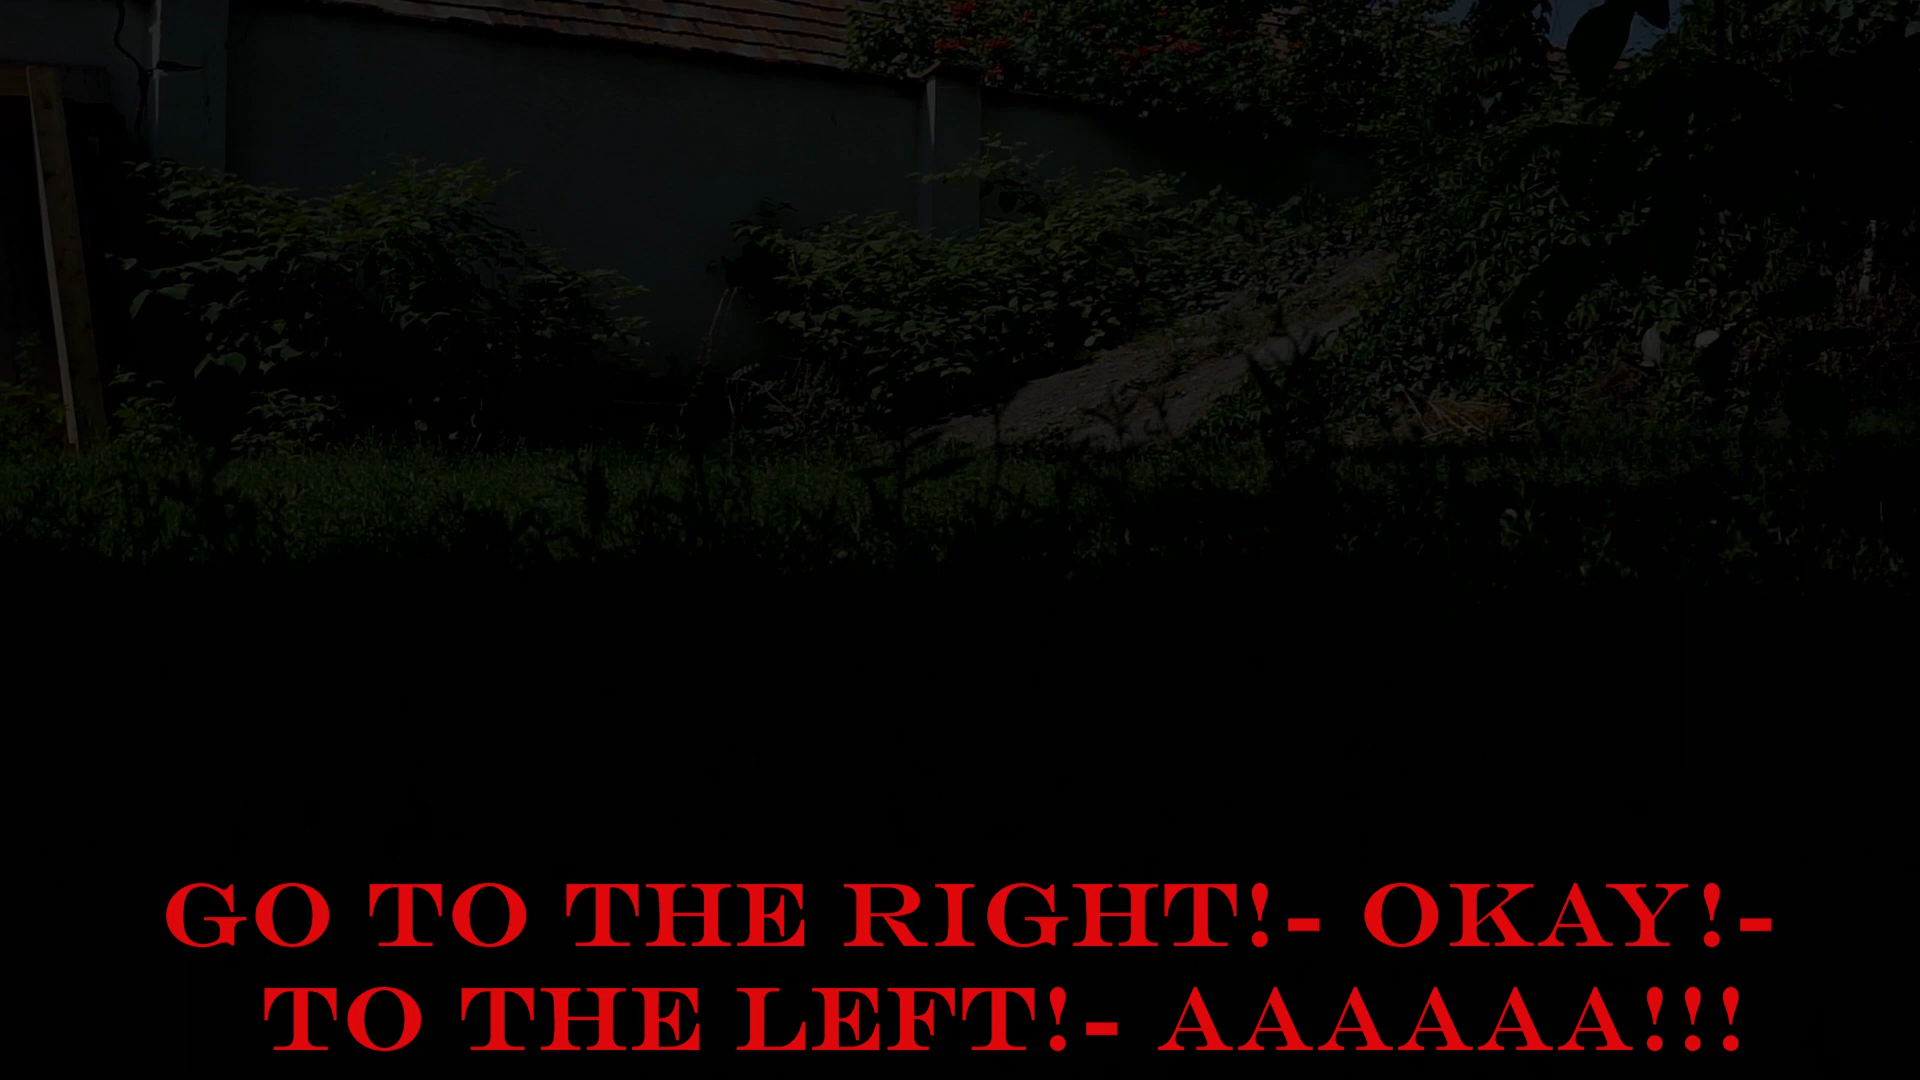 GO TO THE RIGHT!- OKAY!-
TO THE LEFT!- AAAAAA!!!